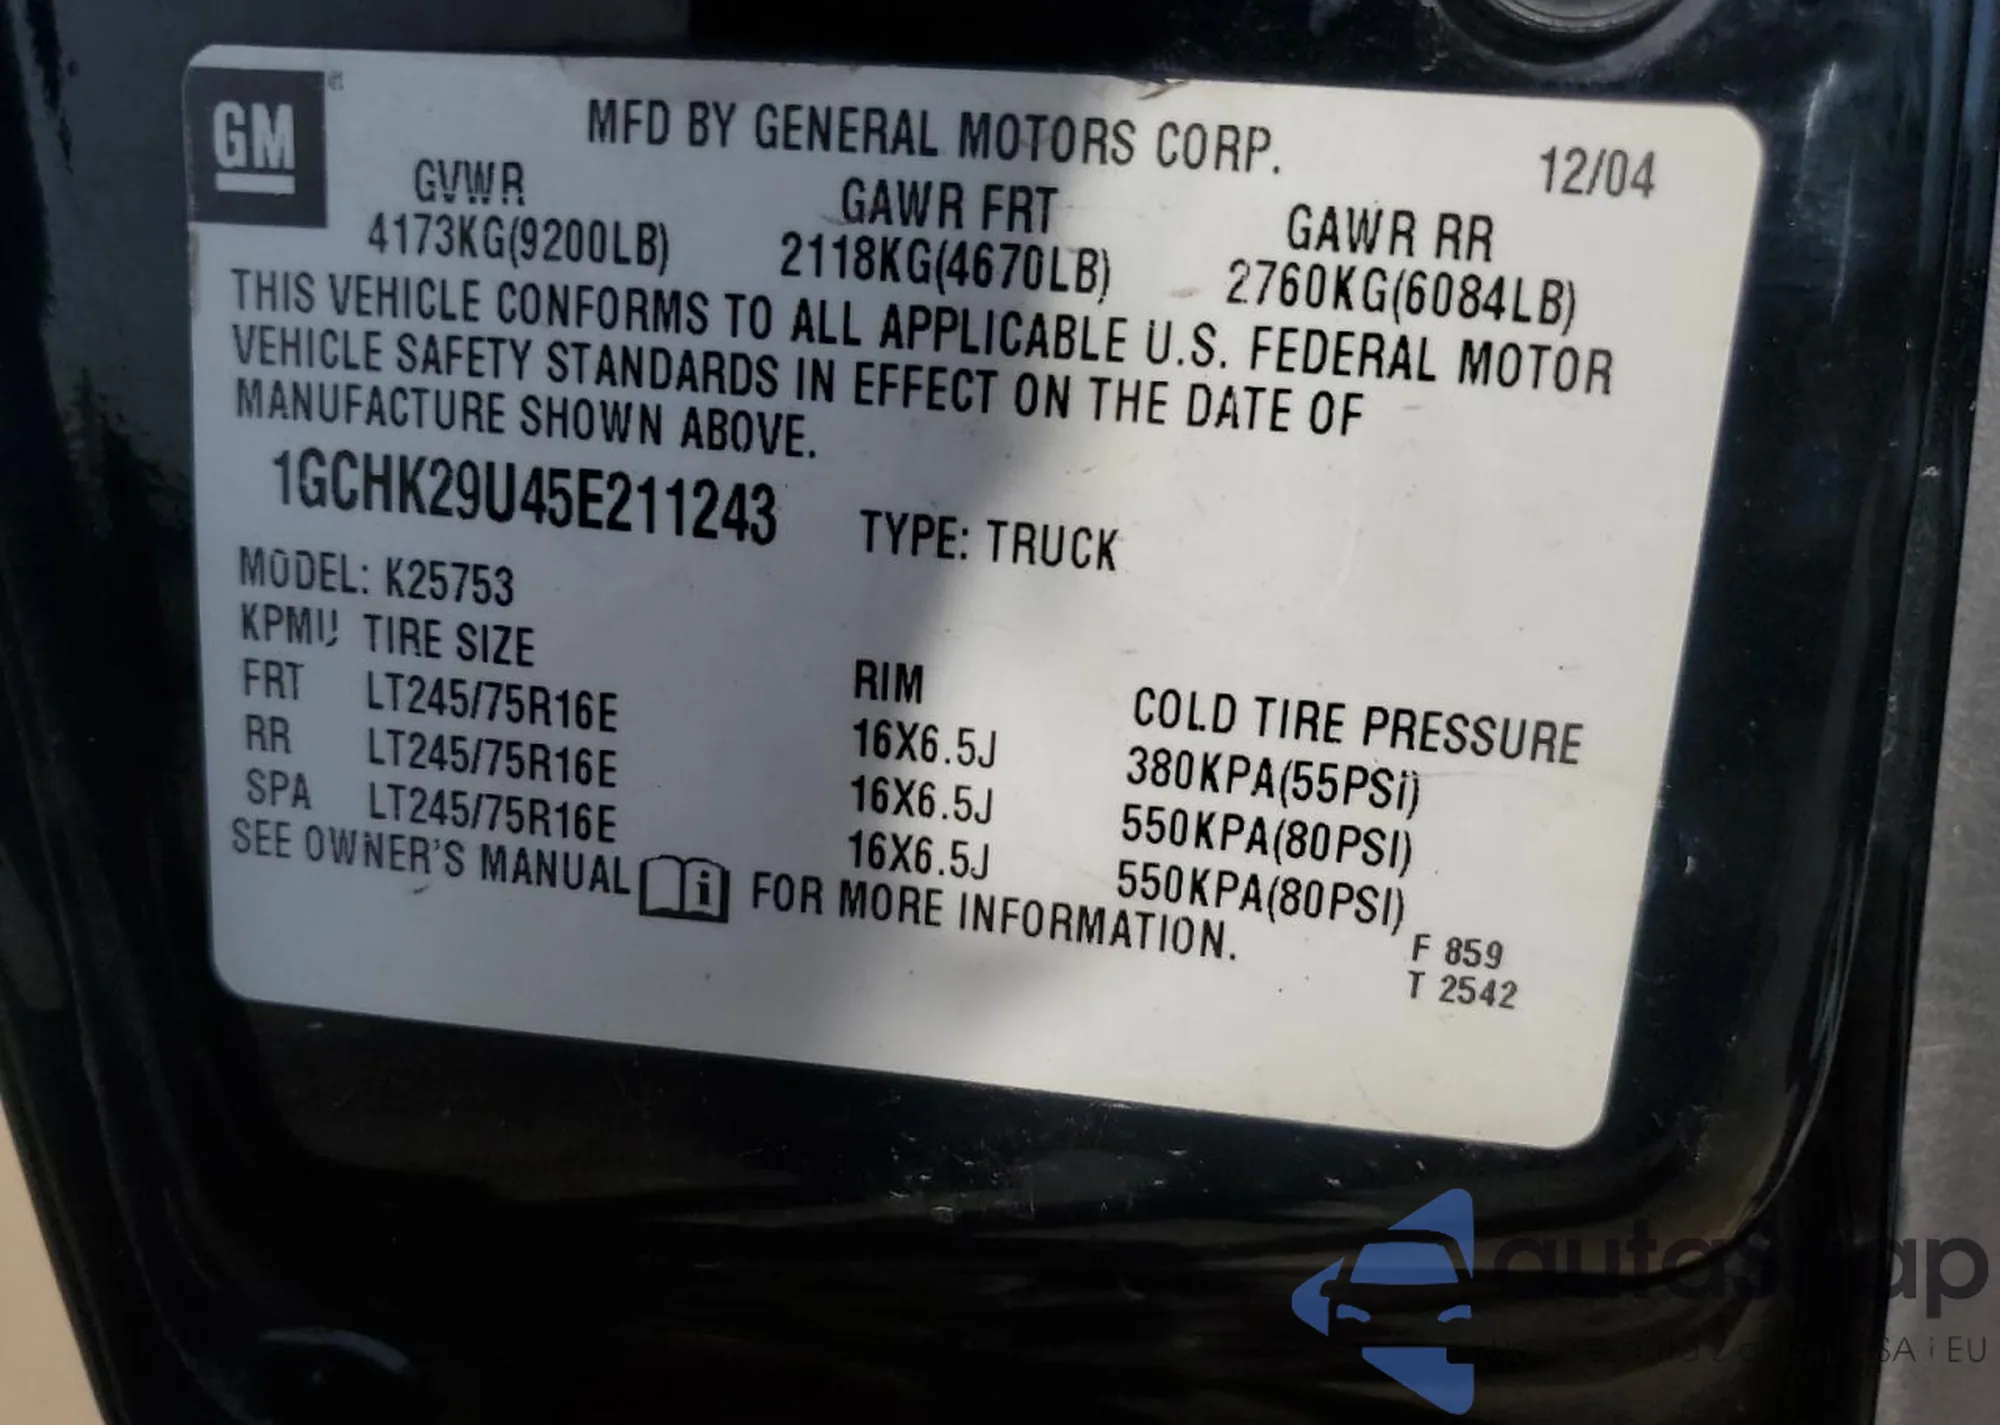 GM
MFD BY GENERAL MOTORS CORP. 12/04
GVWR GAWR FRT GAWR RR
4173KG(9200LB) 2118KG(4670LB) 2760KG(6084LB)
THIS VEHICLE CONFORMS TO ALL APPLICABLE U.S. FEDERAL MOTOR
VEHICLE SAFETY STANDARDS IN EFFECT ON THE DATE OF
MANUFACTURE SHOWN ABOVE.
1GCHK29U45E211243 TYPE: TRUCK
MODEL: K25753
KPMU TIRE SIZE RIM COLD TIRE PRESSURE
FRT LT245/75R16E 16X6.5J 380KPA(55PSI)
RR LT245/75R16E 16X6.5J 550KPA(80PSI)
SPA LT245/75R16E 16X6.5J 550KPA(80PSI)
SEE OWNER'S MANUAL i FOR MORE INFORMATION.
F 859
T 2542
i EU